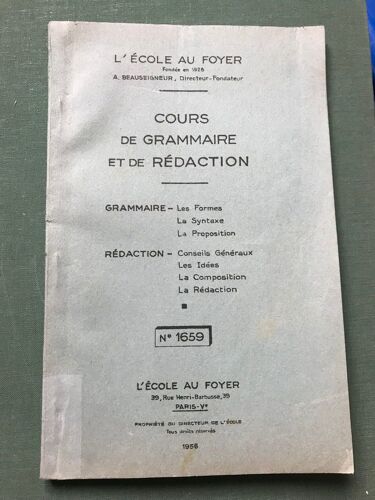 L'ÉCOLE AU FOYER
Fondée en 1928
A. BEAUSEIGNEUR, Directeur-Fondateur
COURS
DE GRAMMAIRE
ET DE RÉDACTION
GRAMMAIRE - Les Formes
La Syntaxe
La Proposition
RÉDACTION - Conseils Généraux
Les Idées
La Composition
La Rédaction
N° 1659
L'ÉCOLE AU FOYER
39, Rue Henri-Barbusse, 39
PARIS-Ve
PROPRIÉTÉ DU DIRECTEUR DE L'ÉCOLE
Tous droits réservés
1956